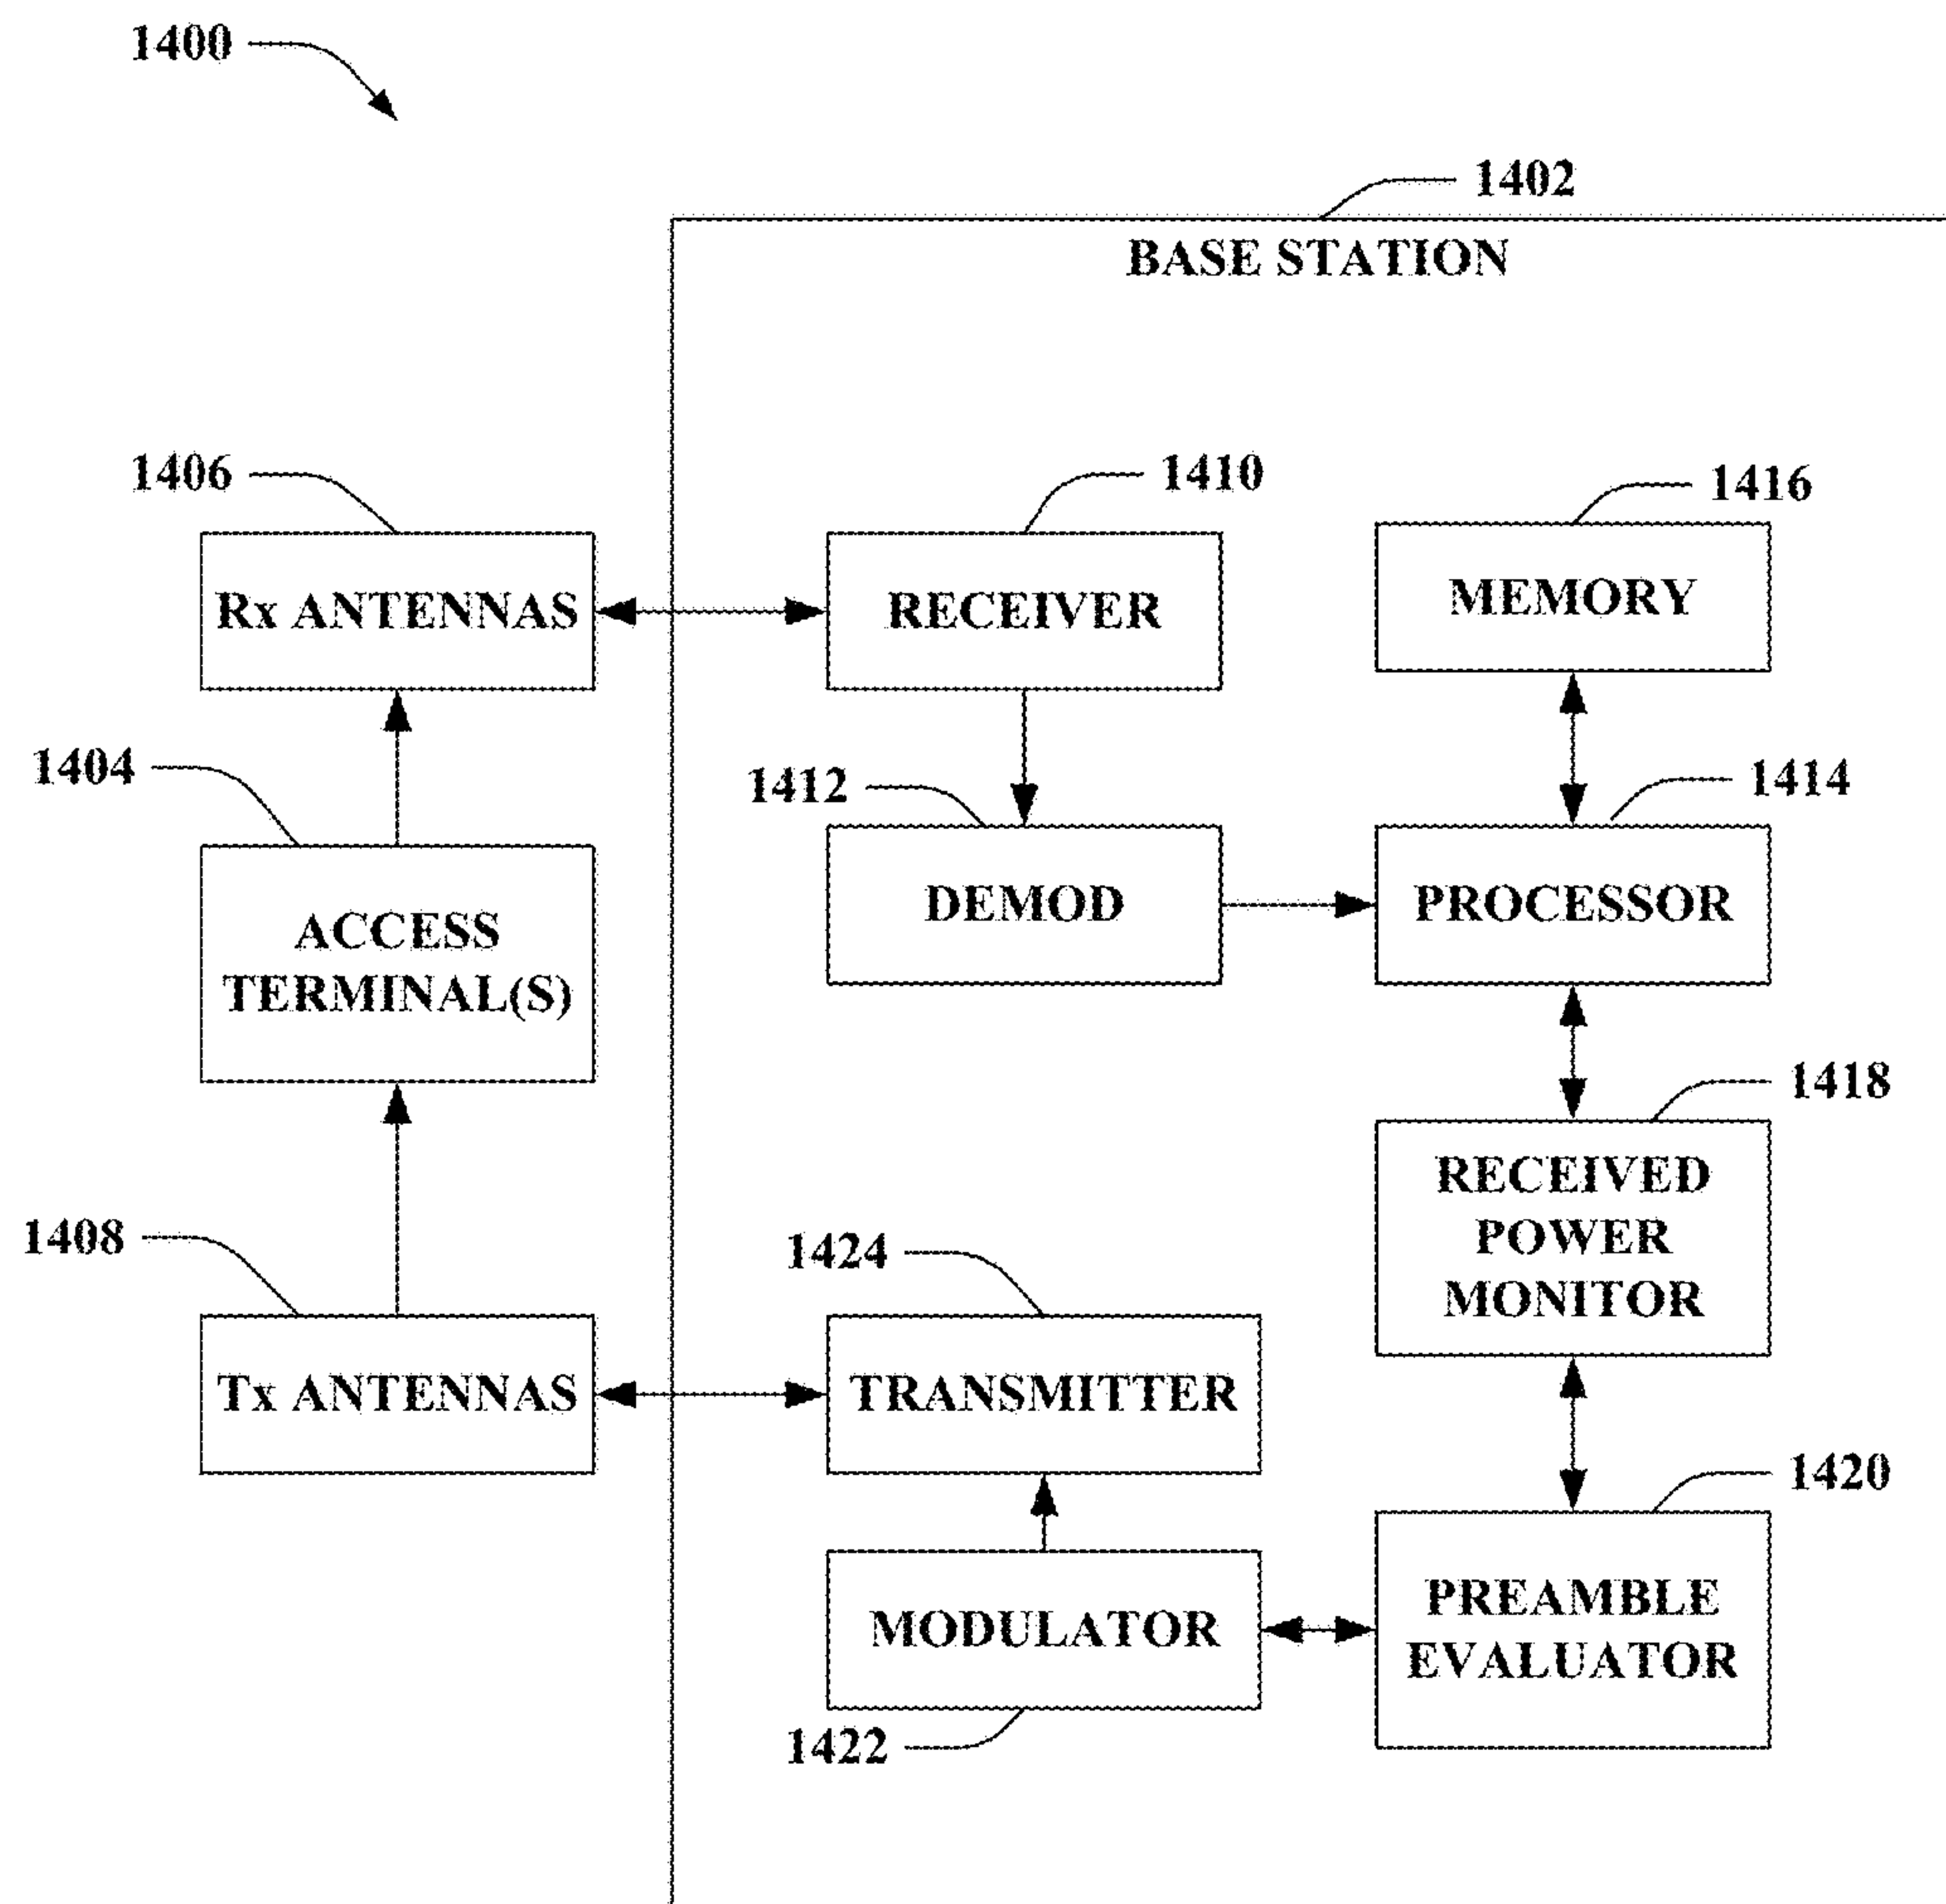 1400
1402
BASE STATION
1406
1410
1416
Rx ANTENNAS
RECEIVER
MEMORY
1404
1412
1414
ACCESS
TERMINAL(S)
DEMOD
PROCESSOR
1418
RECEIVED
POWER
MONITOR
1408
1424
Tx ANTENNAS
TRANSMITTER
1420
MODULATOR
PREAMBLE
EVALUATOR
1422